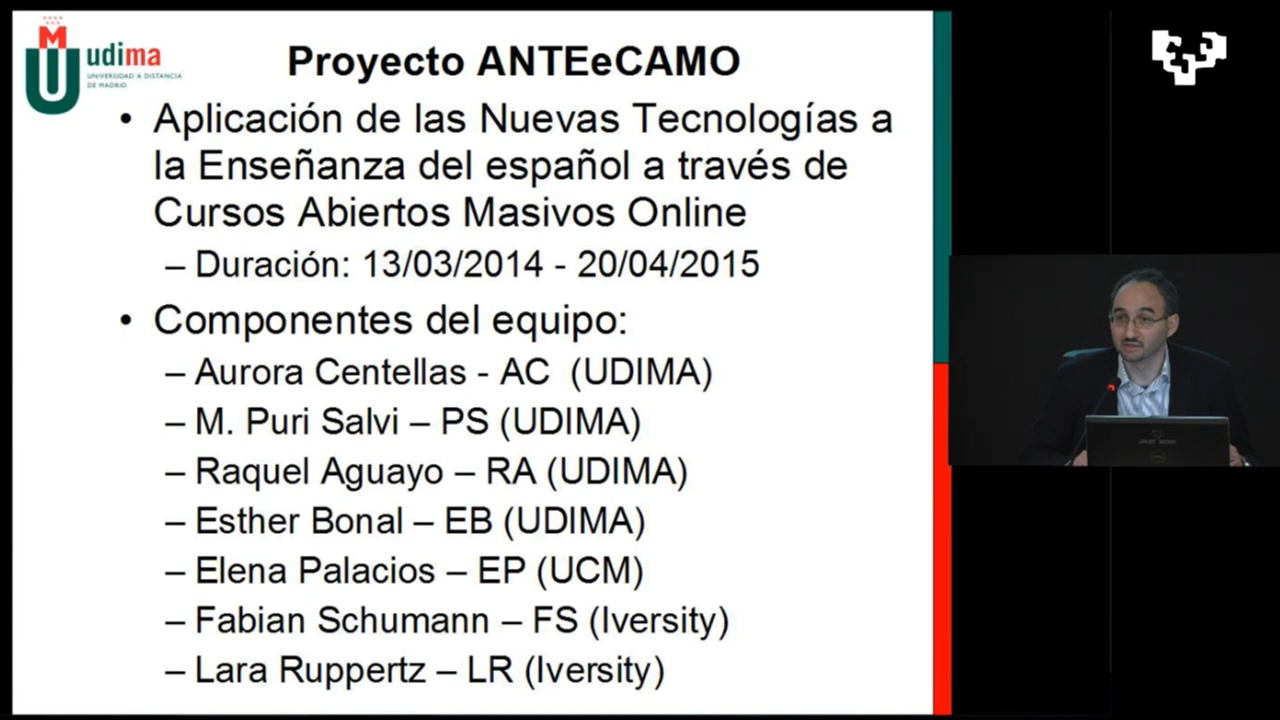 udima
UNIVERSIDAD A DISTANCIA
DE MADRID
Proyecto ANTEeCAMO
• Aplicación de las Nuevas Tecnologías a
la Enseñanza del español a través de
Cursos Abiertos Masivos Online
– Duración: 13/03/2014 - 20/04/2015
• Componentes del equipo:
– Aurora Centellas - AC (UDIMA)
– M. Puri Salvi – PS (UDIMA)
– Raquel Aguayo – RA (UDIMA)
– Esther Bonal – EB (UDIMA)
– Elena Palacios – EP (UCM)
– Fabian Schumann – FS (Iversity)
– Lara Ruppertz – LR (Iversity)